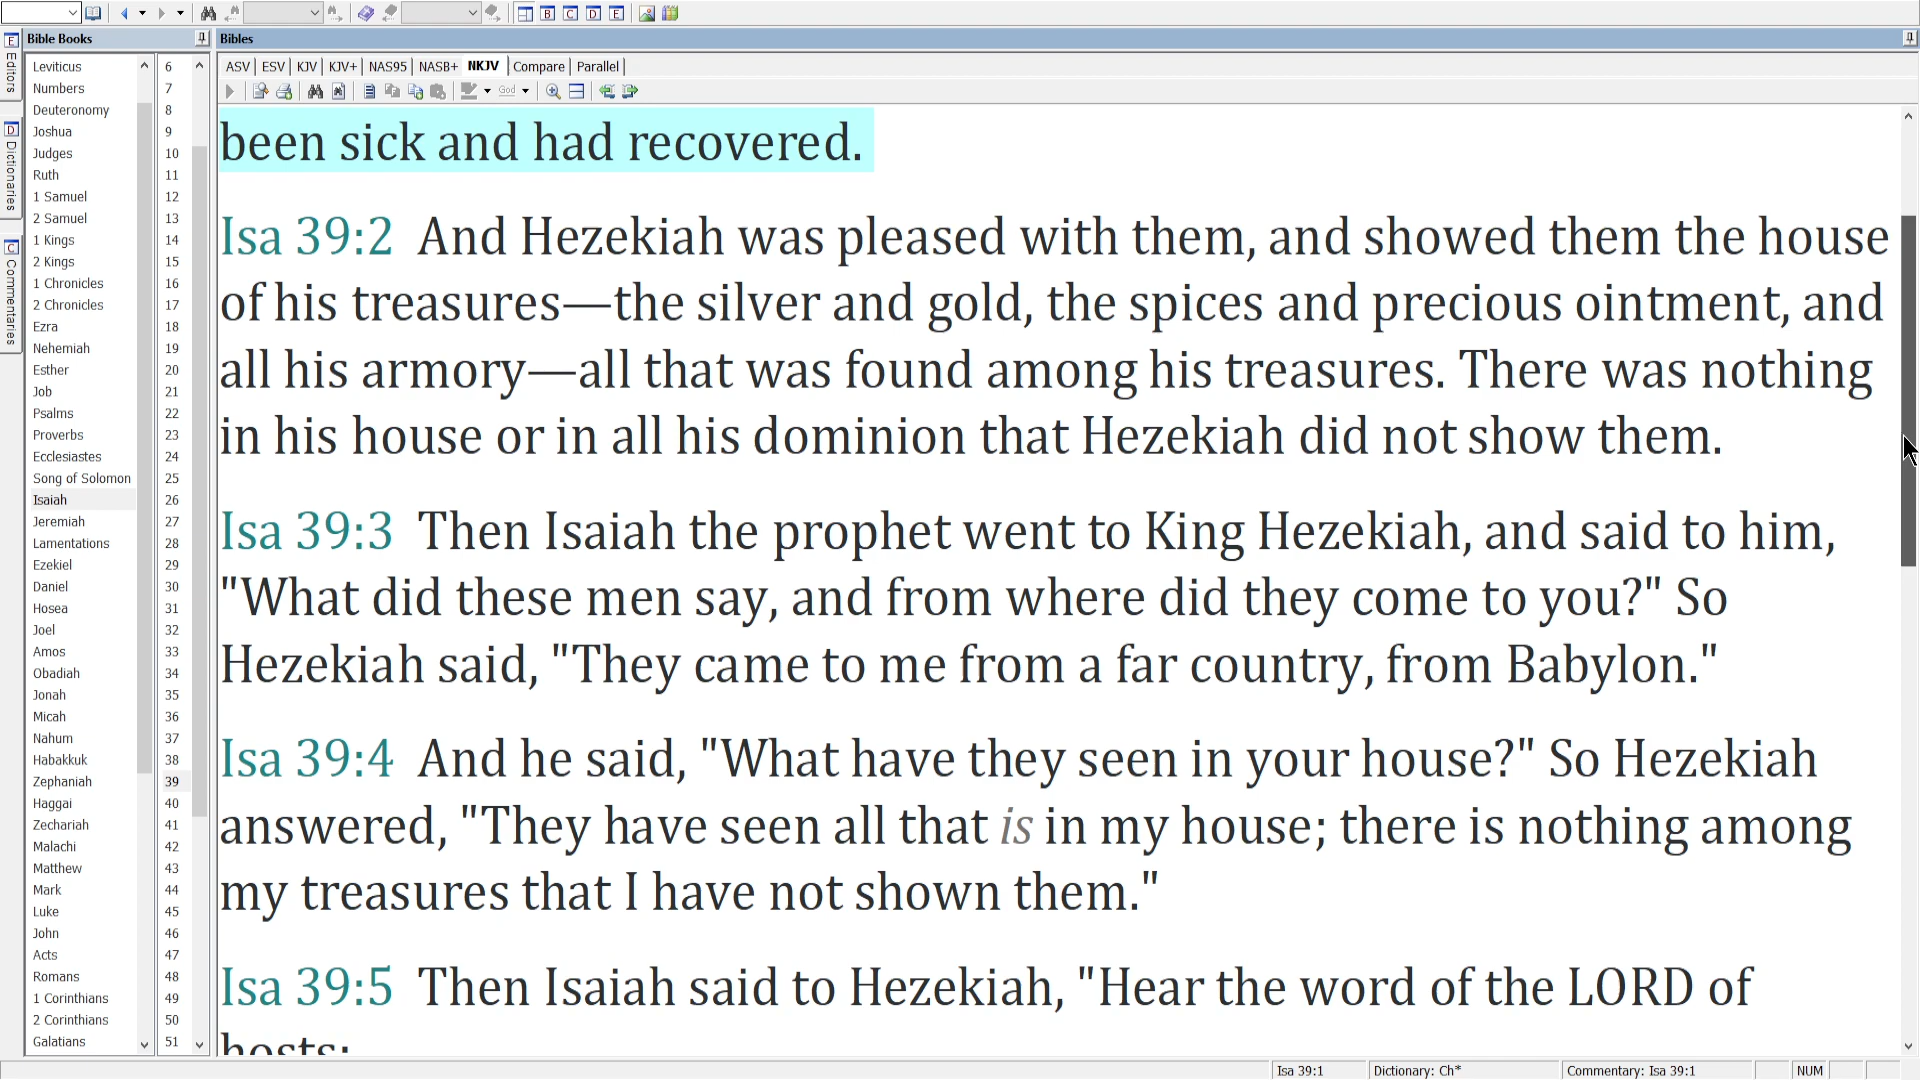 Bible Books
Bibles
Editors
Dictionaries
Commentaries
Leviticus
Numbers
Deuteronomy
Joshua
Judges
Ruth
1 Samuel
2 Samuel
1 Kings
2 Kings
1 Chronicles
2 Chronicles
Ezra
Nehemiah
Esther
Job
Psalms
Proverbs
Ecclesiastes
Song of Solomon
Isaiah
Jeremiah
Lamentations
Ezekiel
Daniel
Hosea
Joel
Amos
Obadiah
Jonah
Micah
Nahum
Habakkuk
Zephaniah
Haggai
Zechariah
Malachi
Matthew
Mark
Luke
John
Acts
Romans
1 Corinthians
2 Corinthians
Galatians
6
7
8
9
10
11
12
13
14
15
16
17
18
19
20
21
22
23
24
25
26
27
28
29
30
31
32
33
34
35
36
37
38
39
40
41
42
43
44
45
46
47
48
49
50
51
ASV ESV KJV KJV+ NAS95 NASB+ NKJV Compare Parallel
God
been sick and had recovered.
Isa 39:2 And Hezekiah was pleased with them, and showed them the house
of his treasures—the silver and gold, the spices and precious ointment, and
all his armory—all that was found among his treasures. There was nothing
in his house or in all his dominion that Hezekiah did not show them.
Isa 39:3 Then Isaiah the prophet went to King Hezekiah, and said to him,
"What did these men say, and from where did they come to you?" So
Hezekiah said, "They came to me from a far country, from Babylon."
Isa 39:4 And he said, "What have they seen in your house?" So Hezekiah
answered, "They have seen all that is in my house; there is nothing among
my treasures that I have not shown them."
Isa 39:5 Then Isaiah said to Hezekiah, "Hear the word of the LORD of
hosts:
Isa 39:1 Dictionary: Ch* Commentary: Isa 39:1 NUM